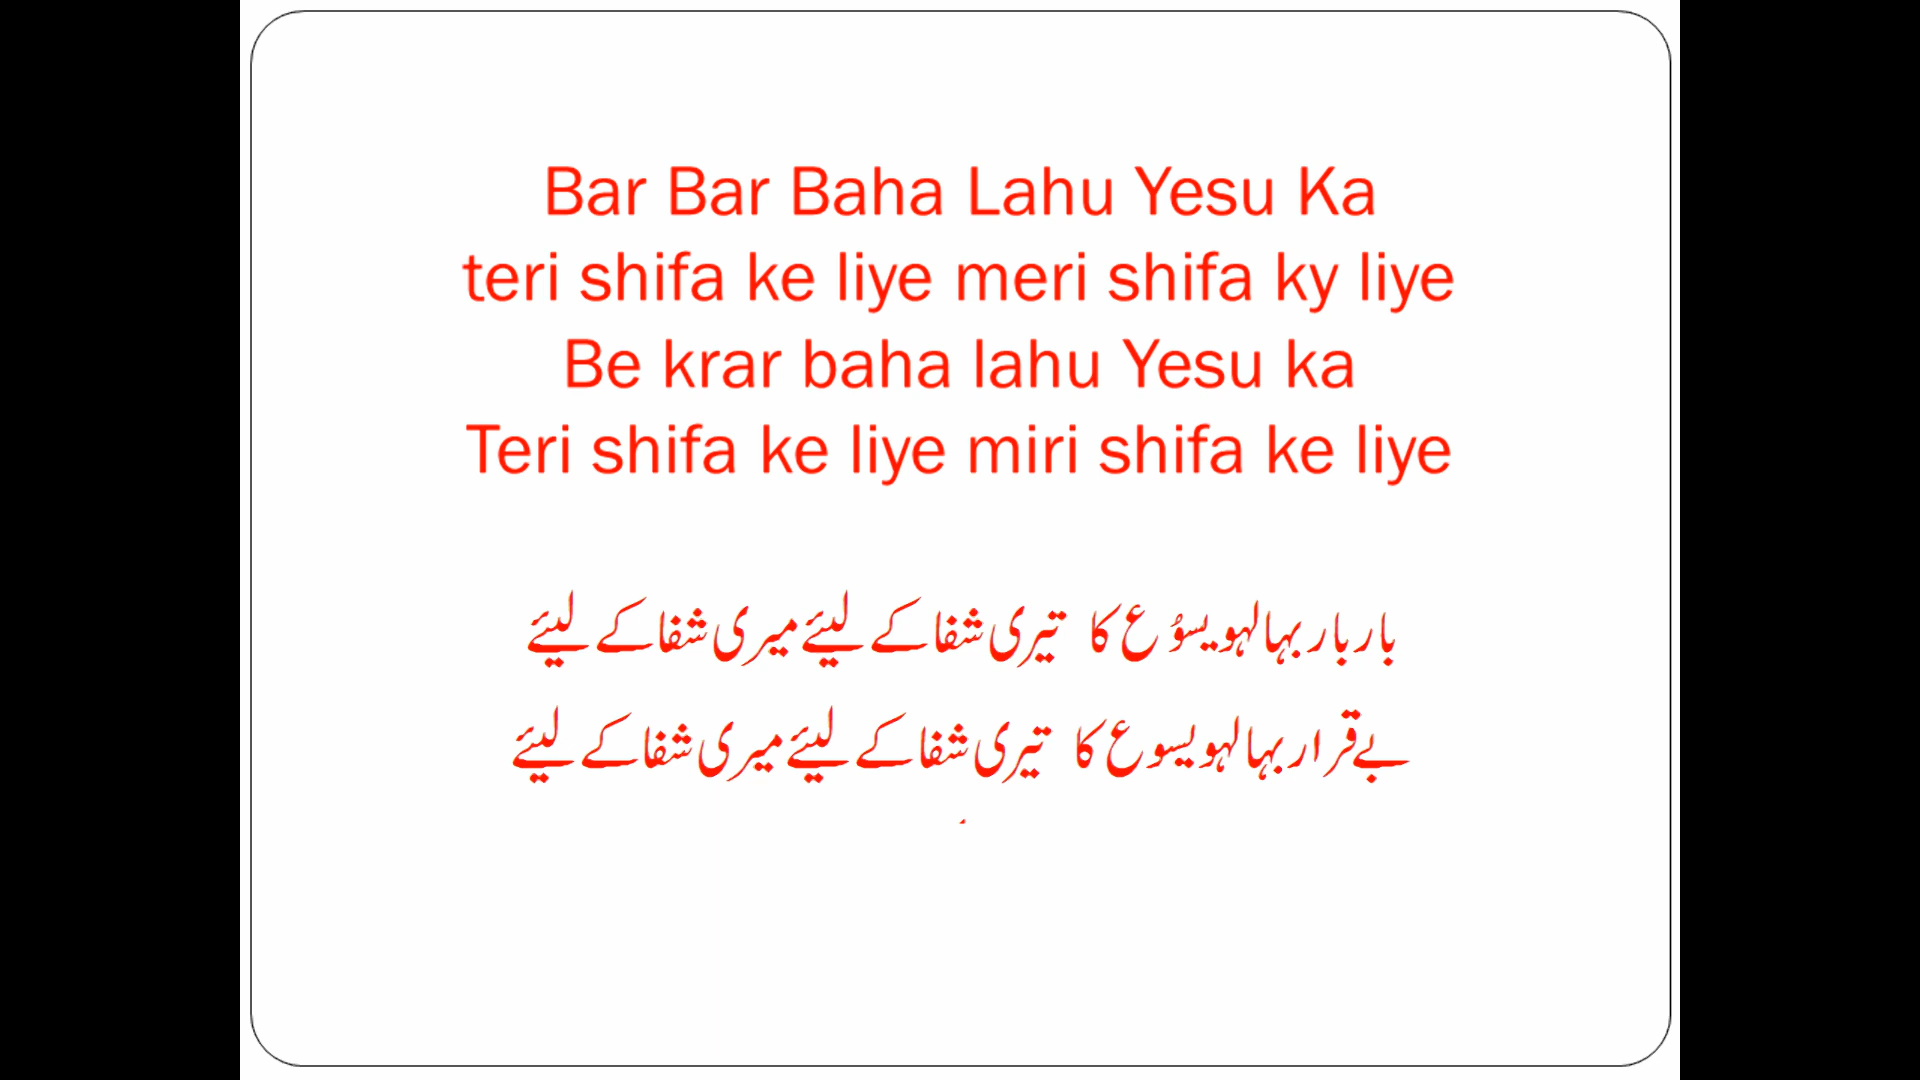 Bar Bar Baha Lahu Yesu Ka
teri shifa ke liye meri shifa ky liye
Be krar baha lahu Yesu ka
Teri shifa ke liye miri shifa ke liye
بار بار بہا لہو یسوُع کا تیری شفا کے لیئے میری شفا کے لیئے
بے قرار بہا لہو یسوع کا تیری شفا کے لیئے میری شفا کے لیئے